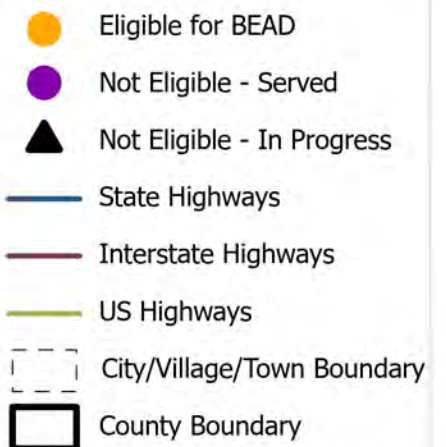 Eligible for BEAD
Not Eligible - Served
Not Eligible - In Progress
State Highways
Interstate Highways
US Highways
City/Village/Town Boundary
County Boundary